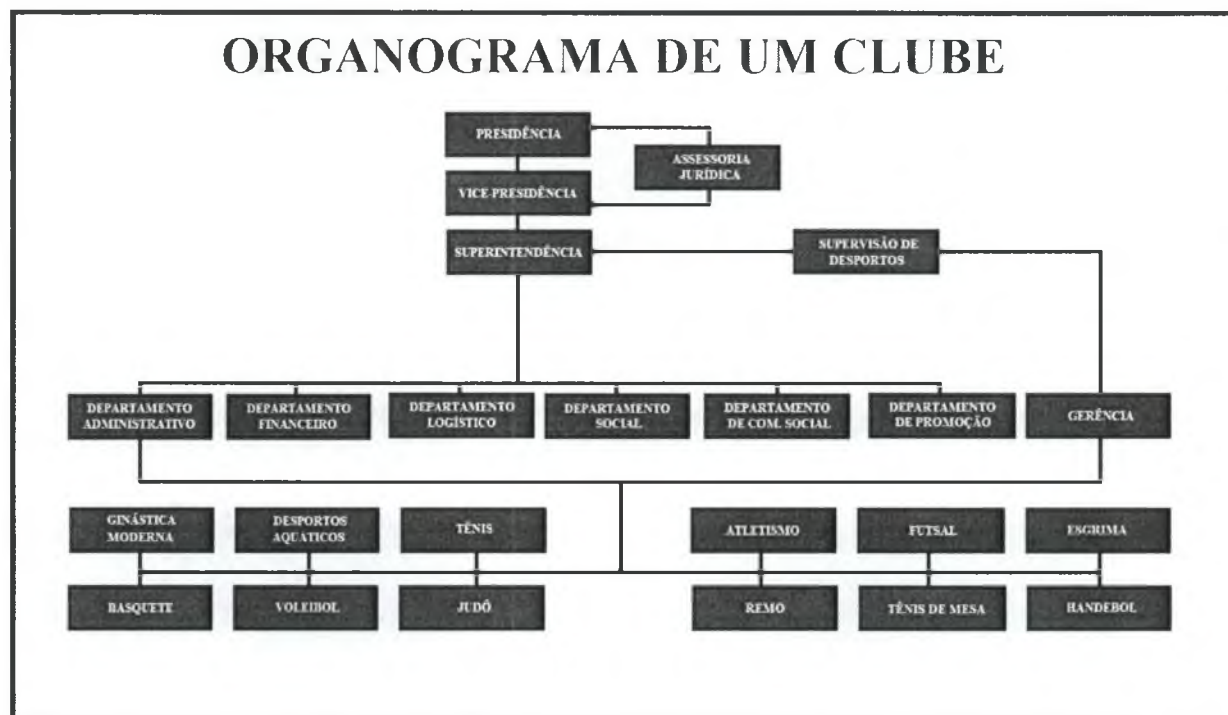 ORGANOGRAMA DE UM CLUBE
PRESIDÊNCIA
ASSESSORIA
JURÍDICA
VICE-PRESIDÊNCIA
SUPERINTENDÊNCIA
SUPERVISÃO DE
DESPORTOS
DEPARTAMENTO
ADMINISTRATIVO
DEPARTAMENTO
FINANCEIRO
DEPARTAMENTO
LOGÍSTICO
DEPARTAMENTO
SOCIAL
DEPARTAMENTO
DE COM. SOCIAL
DEPARTAMENTO
DE PROMOÇÃO
GERÊNCIA
GINÁSTICA
MODERNA
DESPORTOS
AQUÁTICOS
TÊNIS
ATLETISMO
FUTSAL
ESGRIMA
BASQUETE
VOLEIBOL
JUDÔ
REMO
TÊNIS DE MESA
HANDEBOL